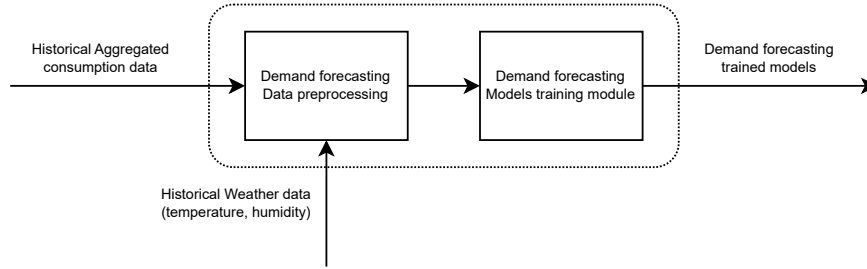 Historical Aggregated
consumption data
Demand forecasting
Data preprocessing
Demand forecasting
Models training module
Demand forecasting
trained models
Historical Weather data
(temperature, humidity)